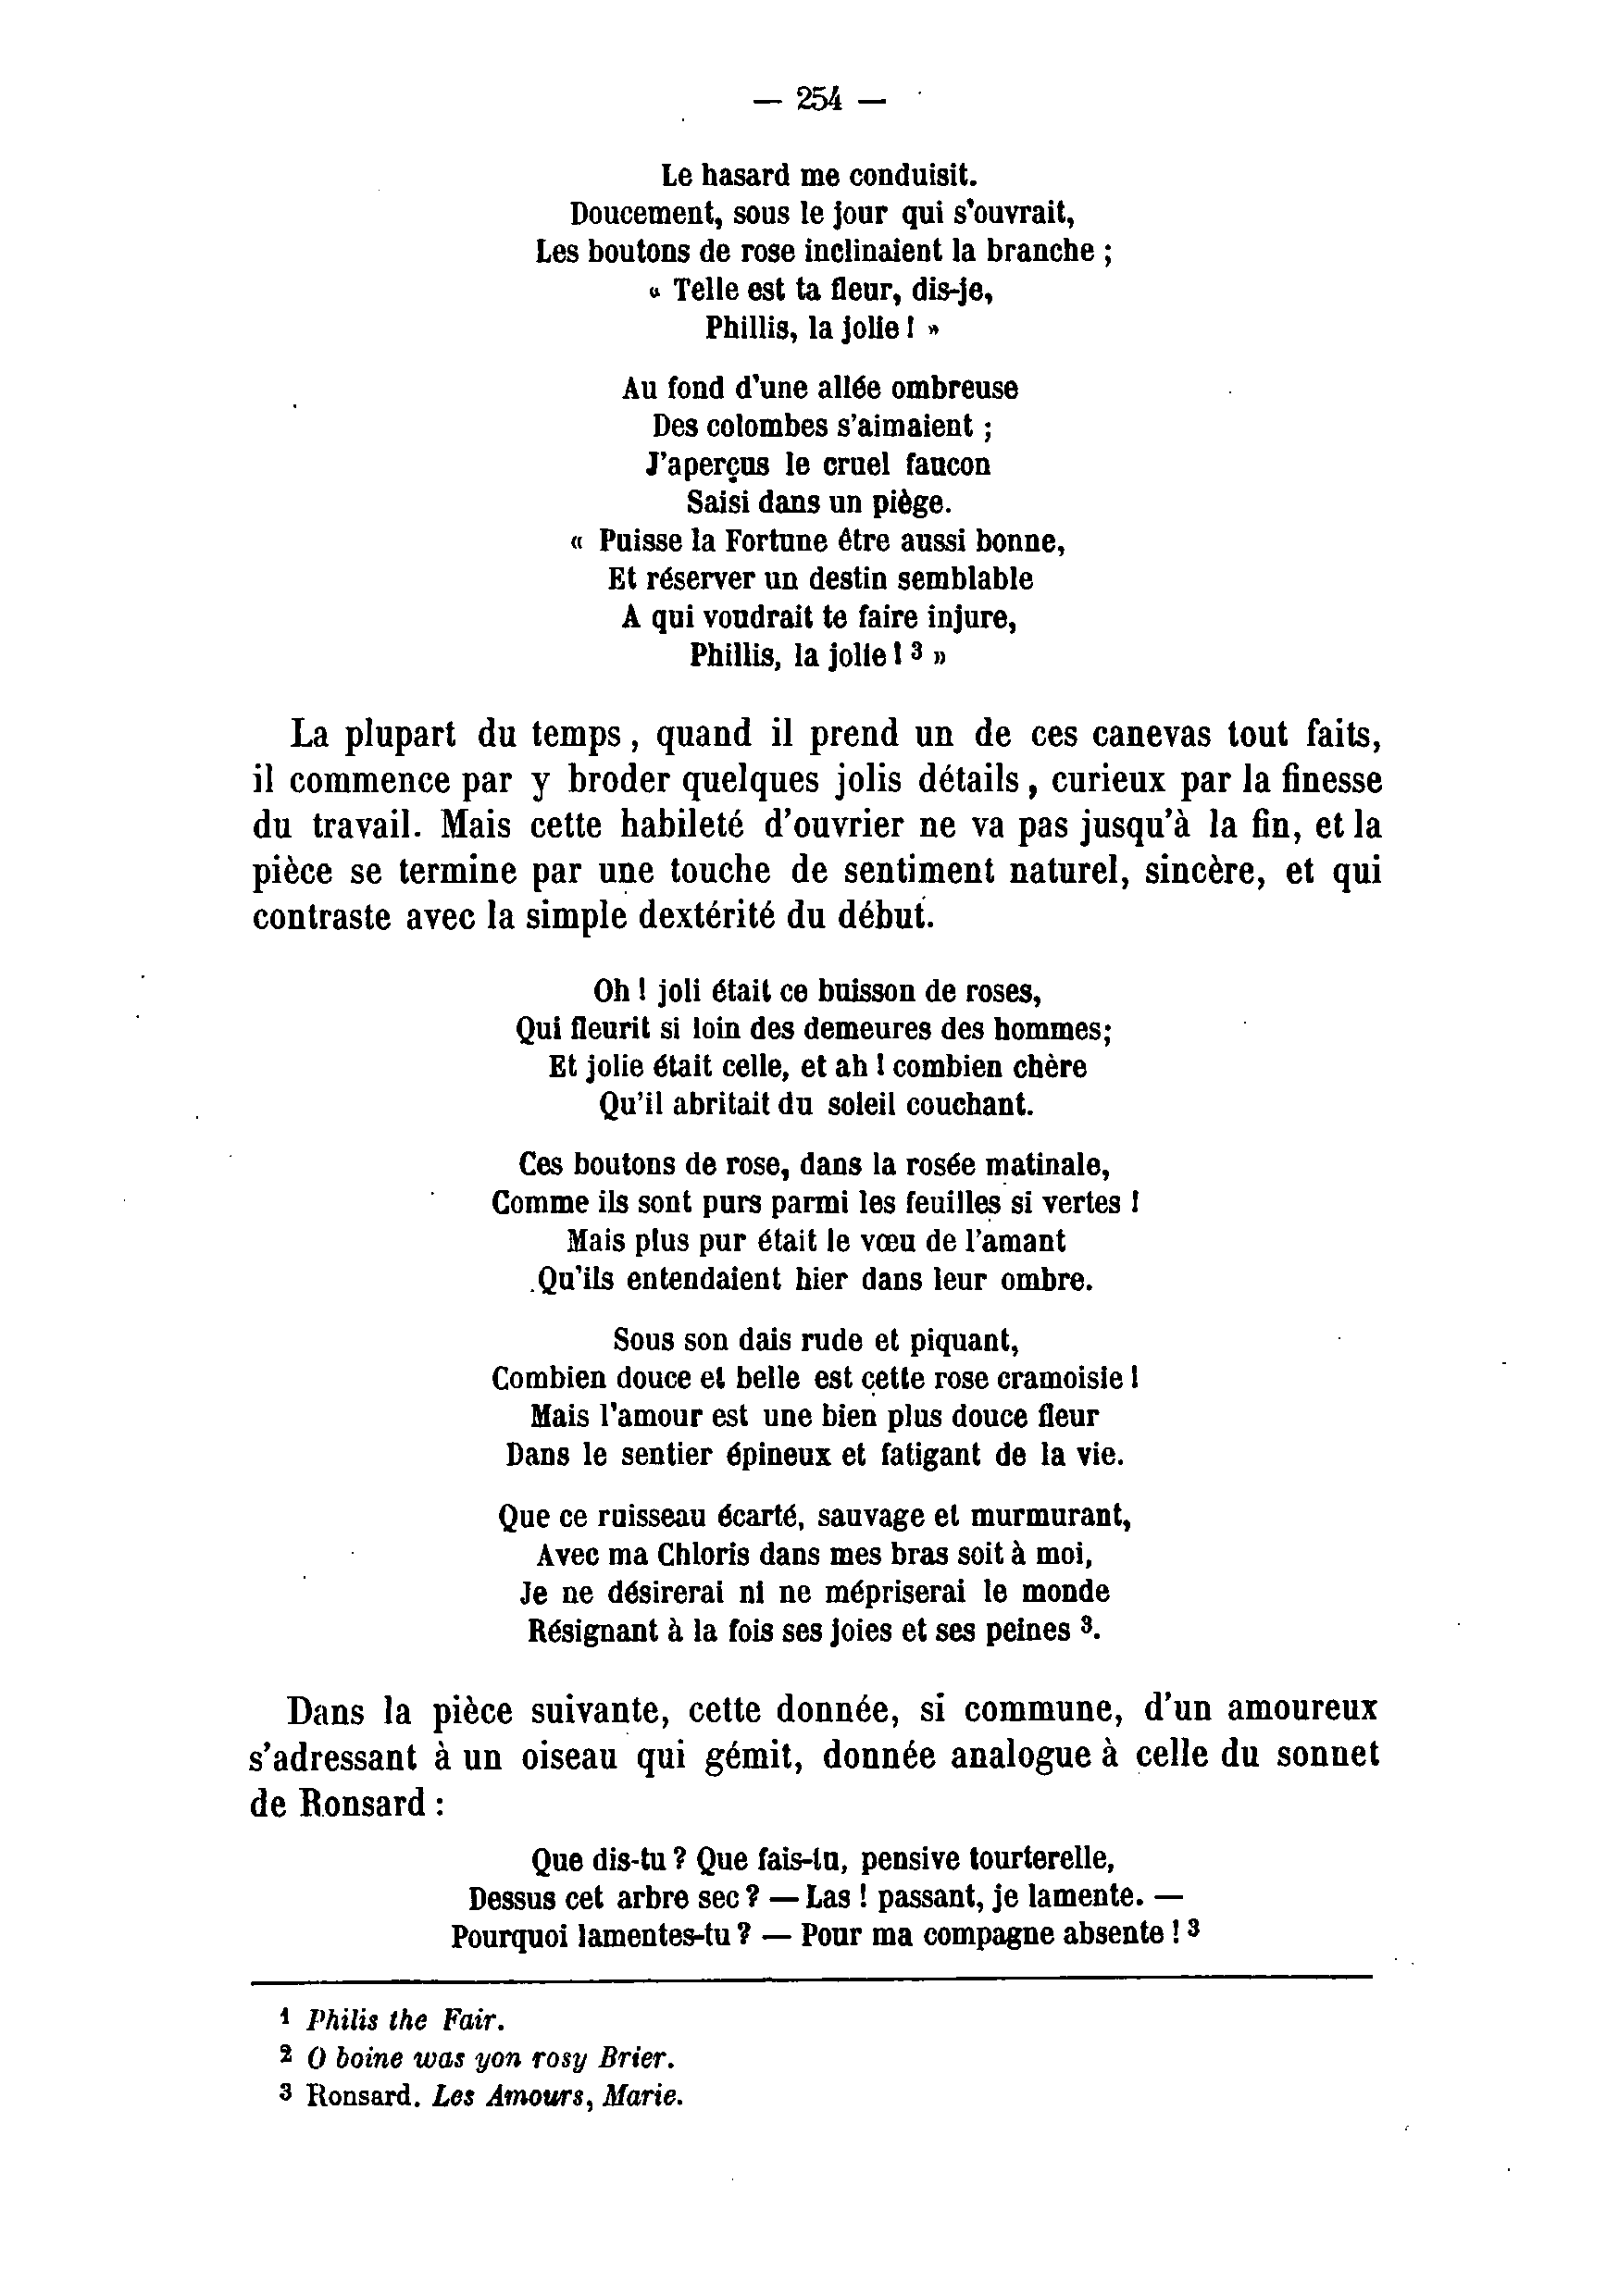 — 254 —
Le hasard me conduisit.
Doucement, sous le jour qui s'ouvrait,
Les boutons de rose inclinaient la branche ;
« Telle est ta fleur, dis-je,
Phillis, la jolie ! »
Au fond d'une allée ombreuse
Des colombes s'aimaient ;
J'aperçus le cruel faucon
Saisi dans un piège.
« Puisse la Fortune être aussi bonne,
Et réserver un destin semblable
A qui voudrait te faire injure,
Phillis, la jolie ! ³ »
La plupart du temps, quand il prend un de ces canevas tout faits,
il commence par y broder quelques jolis détails, curieux par la finesse
du travail. Mais cette habileté d'ouvrier ne va pas jusqu'à la fin, et la
pièce se termine par une touche de sentiment naturel, sincère, et qui
contraste avec la simple dextérité du début.
Oh ! joli était ce buisson de roses,
Qui fleurit si loin des demeures des hommes;
Et jolie était celle, et ah ! combien chère
Qu'il abritait du soleil couchant.
Ces boutons de rose, dans la rosée matinale,
Comme ils sont purs parmi les feuilles si vertes !
Mais plus pur était le vœu de l'amant
Qu'ils entendaient hier dans leur ombre.
Sous son dais rude et piquant,
Combien douce et belle est cette rose cramoisie !
Mais l'amour est une bien plus douce fleur
Dans le sentier épineux et fatigant de la vie.
Que ce ruisseau écarté, sauvage et murmurant,
Avec ma Chloris dans mes bras soit à moi,
Je ne désirerai ni ne mépriserai le monde
Résignant à la fois ses joies et ses peines ³.
Dans la pièce suivante, cette donnée, si commune, d'un amoureux
s'adressant à un oiseau qui gémit, donnée analogue à celle du sonnet
de Ronsard :
Que dis-tu ? Que fais-tu, pensive tourterelle,
Dessus cet arbre sec ? — Las ! passant, je lamente. —
Pourquoi lamentes-tu ? — Pour ma compagne absente ! ³
¹ Philis the Fair.
² O boine was yon rosy Brier.
³ Ronsard. Les Amours, Marie.